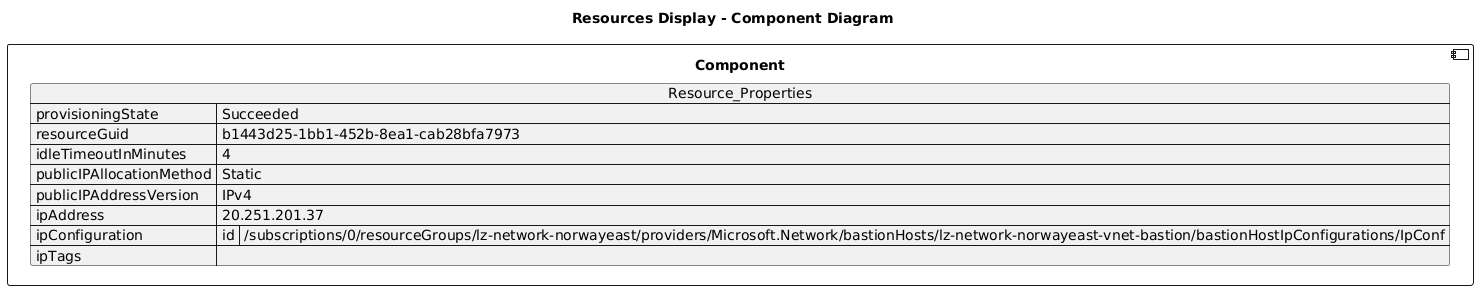 Resources Display - Component Diagram
Component
Resource_Properties
provisioningState Succeeded
resourceGuid b1443d25-1bb1-452b-8ea1-cab28bfa7973
idleTimeoutInMinutes 4
publicIPAllocationMethod Static
publicIPAddressVersion IPv4
ipAddress 20.251.201.37
ipConfiguration id /subscriptions/0/resourceGroups/lz-network-norwayeast/providers/Microsoft.Network/bastionHosts/lz-network-norwayeast-vnet-bastion/bastionHostIpConfigurations/IpConf
ipTags